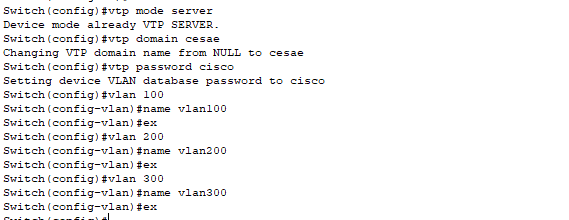 Switch(config)#vtp mode server
Device mode already VTP SERVER.
Switch(config)#vtp domain cesae
Changing VTP domain name from NULL to cesae
Switch(config)#vtp password cisco
Setting device VLAN database password to cisco
Switch(config)#vlan 100
Switch(config-vlan)#name vlan100
Switch(config-vlan)#ex
Switch(config)#vlan 200
Switch(config-vlan)#name vlan200
Switch(config-vlan)#ex
Switch(config)#vlan 300
Switch(config-vlan)#name vlan300
Switch(config-vlan)#ex
Switch(config)#